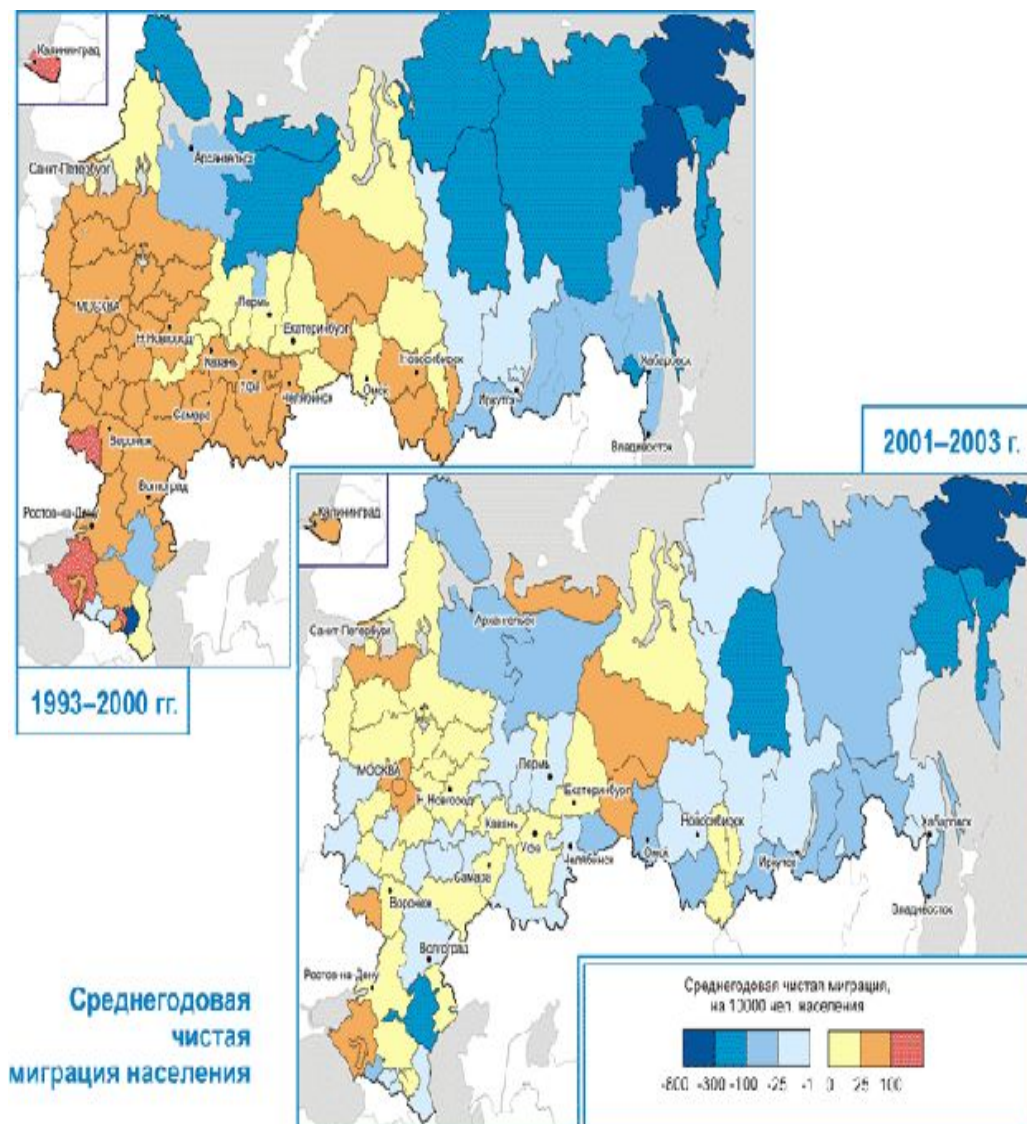 Калининград
Архангельск
Санкт-Петербург
МОСКВА
Пермь
Екатеринбург
Н.Новгород
Казань
Уфа
Челябинск
Омск
Новосибирск
Самара
Иркутск
Хабаровск
Владивосток
Воронеж
Волгоград
Ростов-на-Дону
1993–2000 гг.
2001–2003 г.
Калининград
Архангельск
Санкт-Петербург
МОСКВА
Пермь
Екатеринбург
Н.Новгород
Казань
Уфа
Челябинск
Омск
Новосибирск
Самара
Иркутск
Хабаровск
Владивосток
Воронеж
Волгоград
Ростов-на-Дону
Среднегодовая
чистая
миграция населения
Среднегодовая чистая миграция,
на 10000 чел. населения
-800 -300 -100 -25 -1 0 25 100